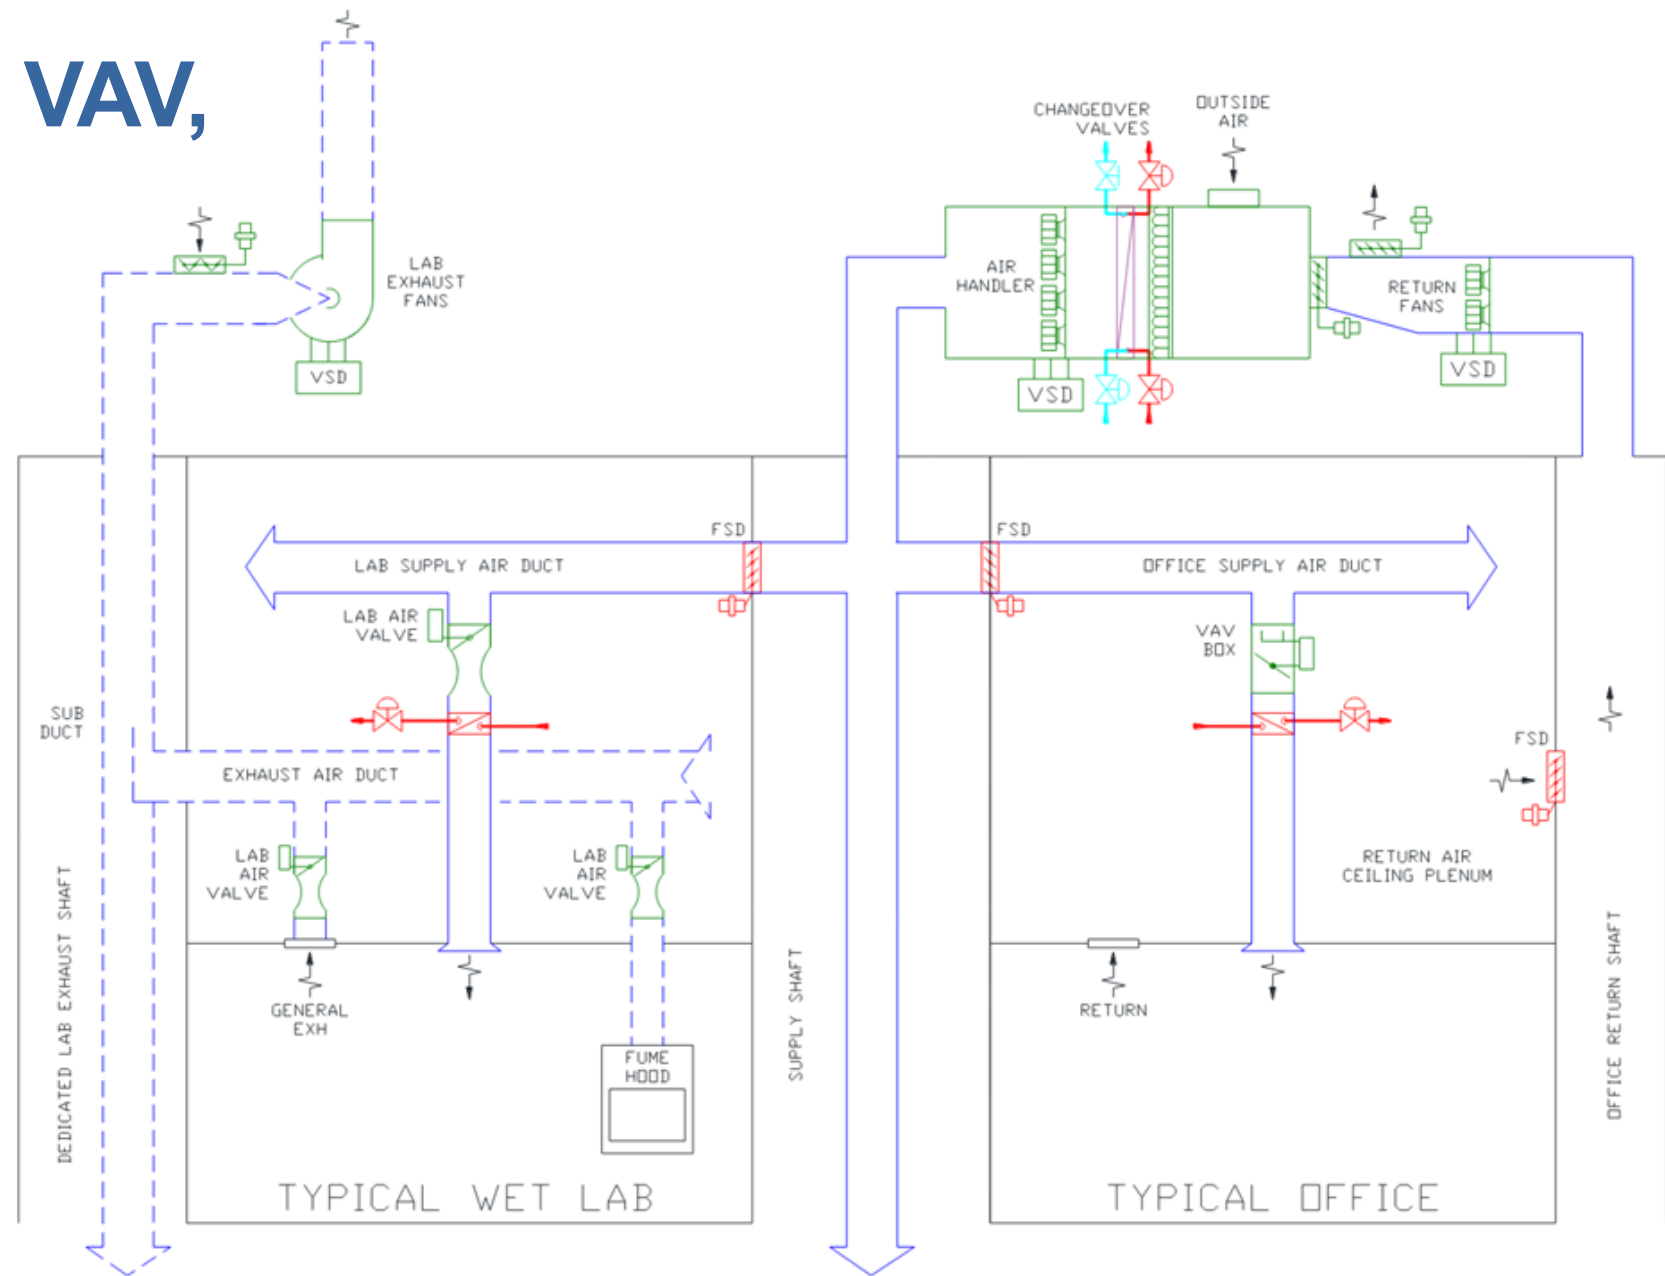 VAV,
CHANGEOVER
VALVES
OUTSIDE
AIR
LAB
EXHAUST
FANS
AIR
HANDLER
RETURN
FANS
VSD
VSD
VSD
FSD
FSD
LAB SUPPLY AIR DUCT
OFFICE SUPPLY AIR DUCT
LAB AIR
VALVE
VAV
BOX
SUB
DUCT
FSD
EXHAUST AIR DUCT
LAB
AIR
VALVE
LAB
AIR
VALVE
RETURN AIR
CEILING PLENUM
DEDICATED LAB EXHAUST SHAFT
SUPPLY SHAFT
OFFICE RETURN SHAFT
GENERAL
EXH
RETURN
FUME
HOOD
TYPICAL WET LAB
TYPICAL OFFICE